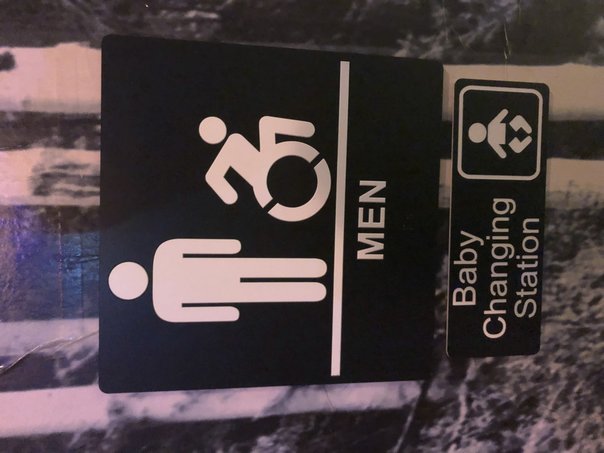 MEN
Baby
Changing
Station